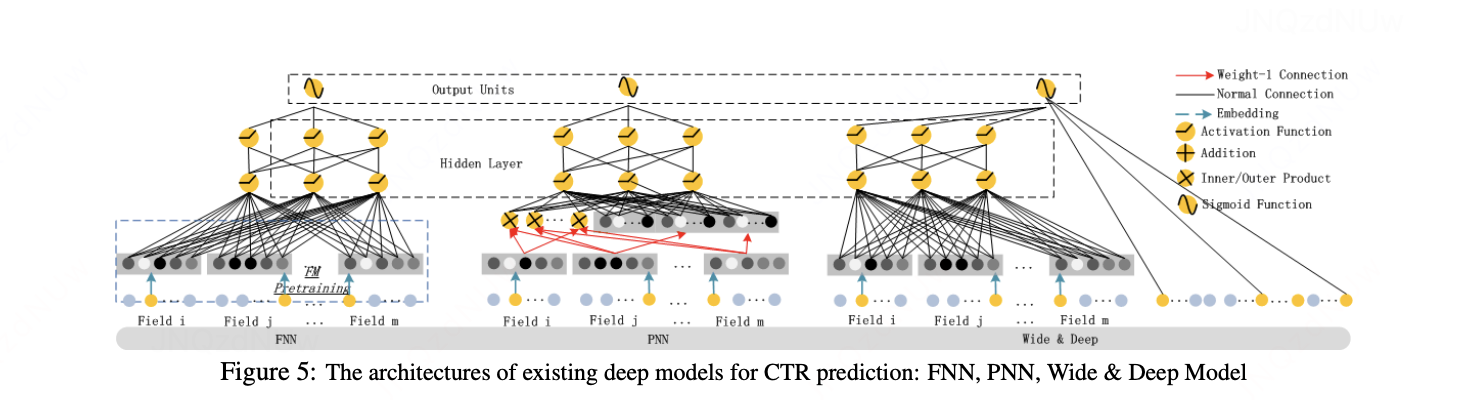 Output Units
Weight-1 Connection
Normal Connection
Embedding
Activation Function
Addition
Inner/Outer Product
Sigmoid Function
Hidden Layer
FM
Pretraining
...
...
Field i
Field j
...
Field m
Field i
Field j
...
Field m
Field i
Field j
...
Field m
FNN
PNN
Wide & Deep
Figure 5: The architectures of existing deep models for CTR prediction: FNN, PNN, Wide & Deep Model